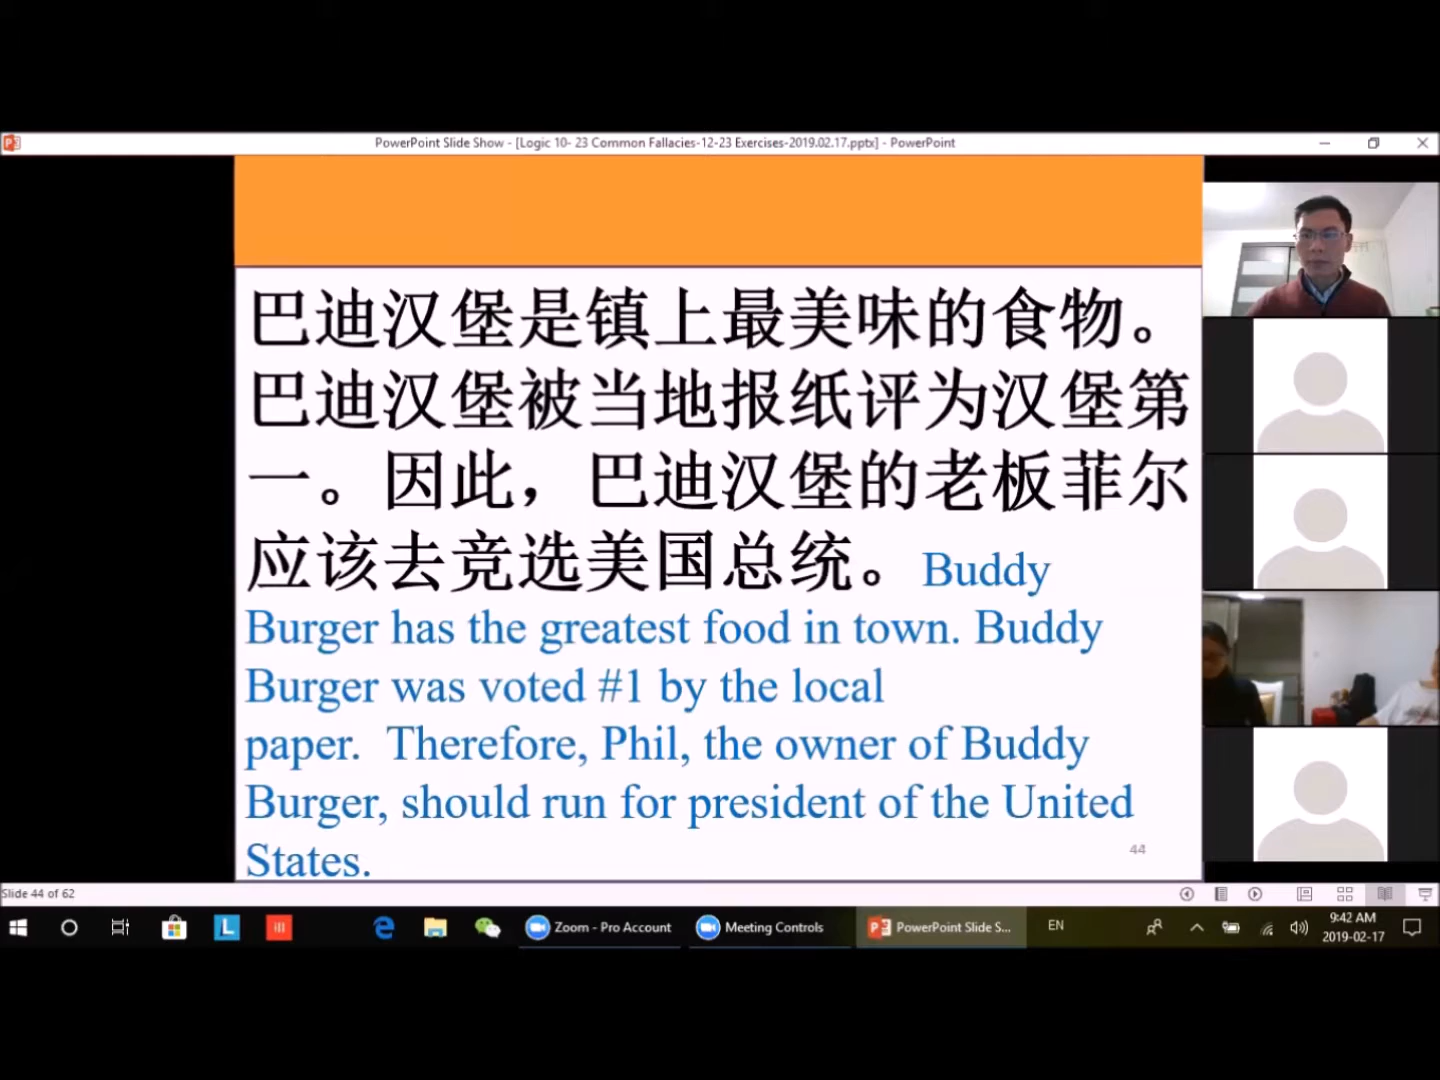 PowerPoint Slide Show - [Logic 10- 23 Common Fallacies-12-23 Exercises-2019.02.17.pptx] - PowerPoint
巴迪汉堡是镇上最美味的食物。
巴迪汉堡被当地报纸评为汉堡第
一。因此，巴迪汉堡的老板菲尔
应该去竞选美国总统。Buddy
Burger has the greatest food in town. Buddy
Burger was voted #1 by the local
paper.  Therefore, Phil, the owner of Buddy
Burger, should run for president of the United
States.
44
Slide 44 of 62
Zoom - Pro Account
Meeting Controls
PowerPoint Slide S...
EN
9:42 AM
2019-02-17